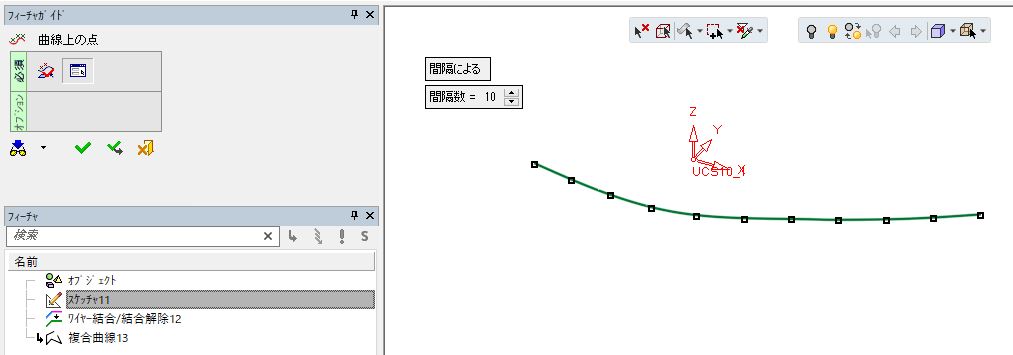 フィーチャガイド
曲線上の点
必須
オプション
フィーチャ
検索
S
名前
オブジェクト
スケッチャ11
ワイヤー結合/結合解除12
複合曲線13
間隔による
間隔数 = 10
Z
Y
X
UCS10_1